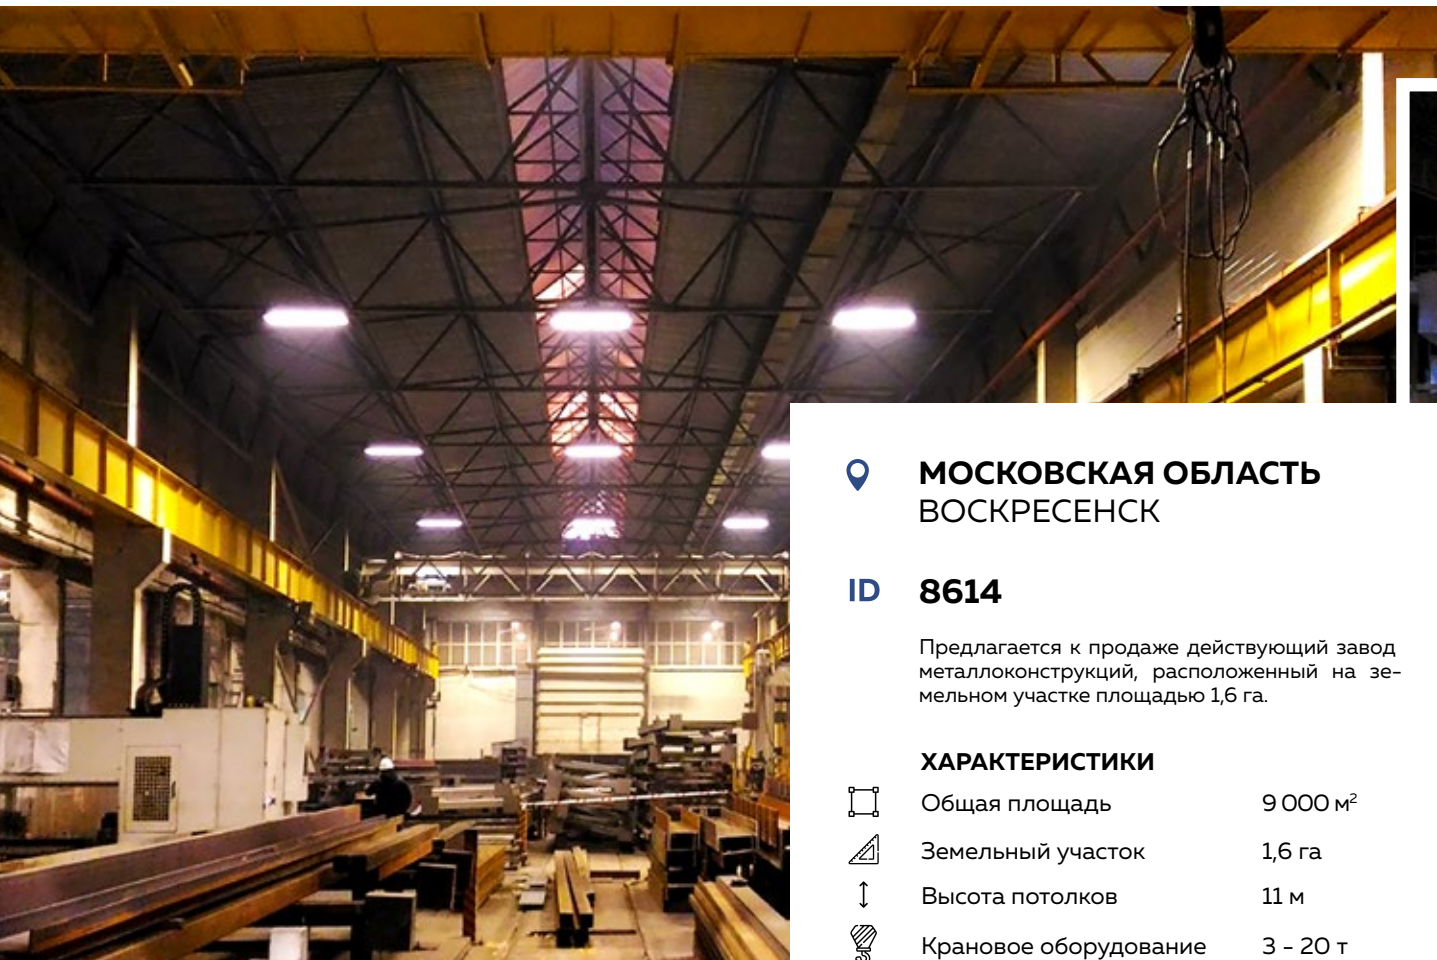 МОСКОВСКАЯ ОБЛАСТЬ
ВОСКРЕСЕНСК
ID 8614
Предлагается к продаже действующий завод
металлоконструкций, расположенный на зе-
мельном участке площадью 1,6 га.
ХАРАКТЕРИСТИКИ
Общая площадь 9 000 м²
Земельный участок 1,6 га
Высота потолков 11 м
Крановое оборудование 3 - 20 т